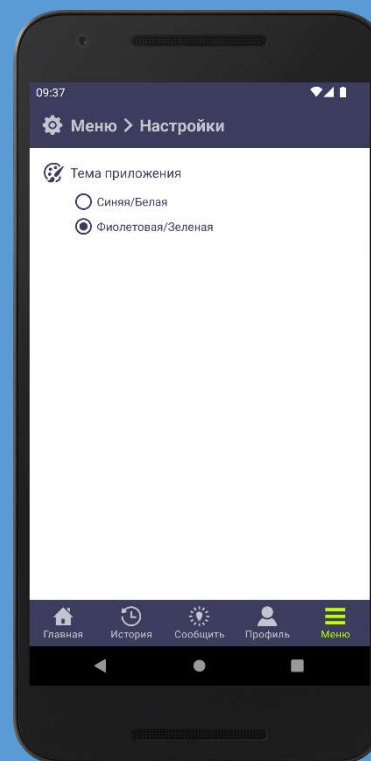 09:37
Меню > Настройки
Тема приложения
Синяя/Белая
Фиолетовая/Зеленая
Главная История Сообщить Профиль Меню